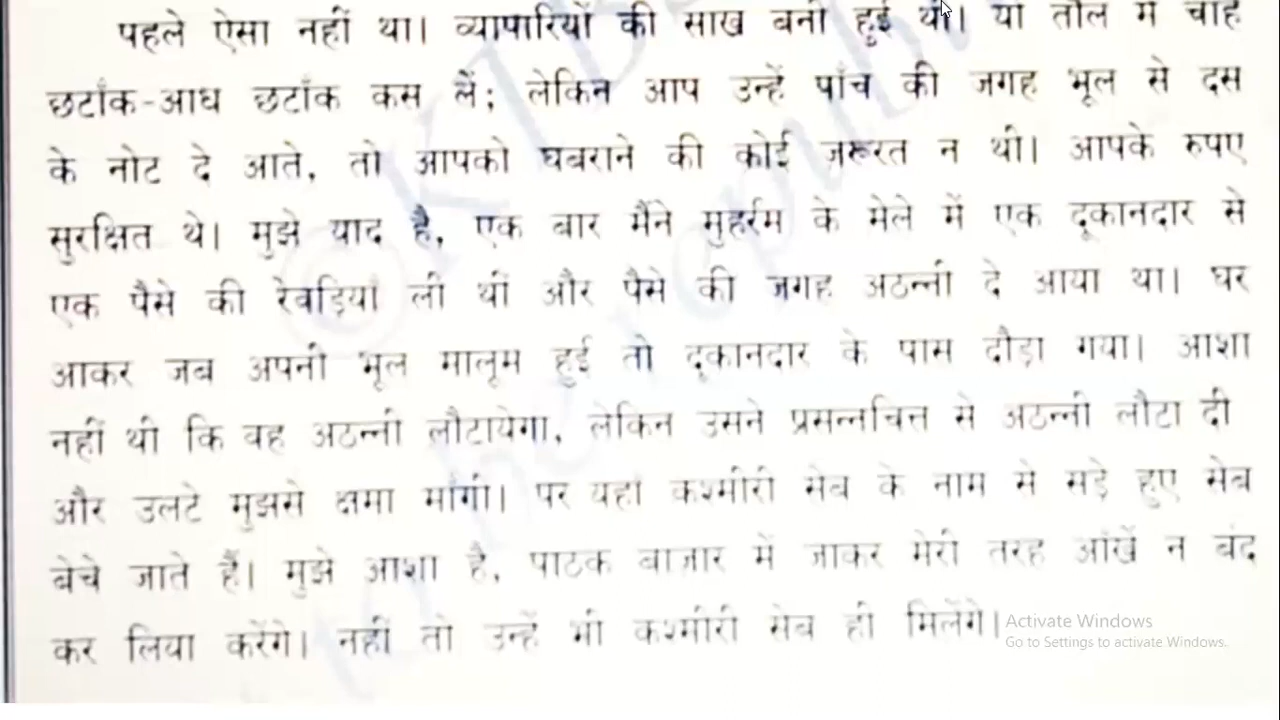 पहले ऐसा नहीं था। व्यापारियों की साख बनी हुई थी। यों तौल में चाहे
छटाँक-आध छटाँक कस लें; लेकिन आप उन्हें पाँच की जगह भूल से दस
के नोट दे आते, तो आपको घबराने की कोई ज़रूरत न थी। आपके रुपए
सुरक्षित थे। मुझे याद है, एक बार मैंने मुहर्रम के मेले में एक दूकानदार से
एक पैसे की रेवड़ियाँ ली थीं और पैसे की जगह अठन्नी दे आया था। घर
आकर जब अपनी भूल मालूम हुई तो दूकानदार के पास दौड़ा गया। आशा
नहीं थी कि वह अठन्नी लौटायेगा, लेकिन उसने प्रसन्नचित्त से अठन्नी लौटा दी
और उलटे मुझसे क्षमा माँगी। पर यहाँ कश्मीरी सेब के नाम से सड़े हुए सेब
बेचे जाते हैं। मुझे आशा है, पाठक बाज़ार में जाकर मेरी तरह आँखें न बंद
कर लिया करेंगे। नहीं तो उन्हें भी कश्मीरी सेब ही मिलेंगे।
Activate Windows
Go to Settings to activate Windows.